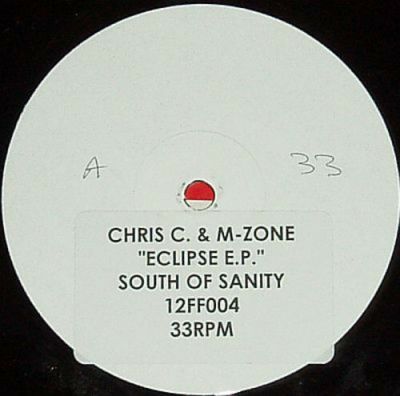 A
33
CHRIS C. & M-ZONE
"ECLIPSE E.P."
SOUTH OF SANITY
12FF004
33RPM